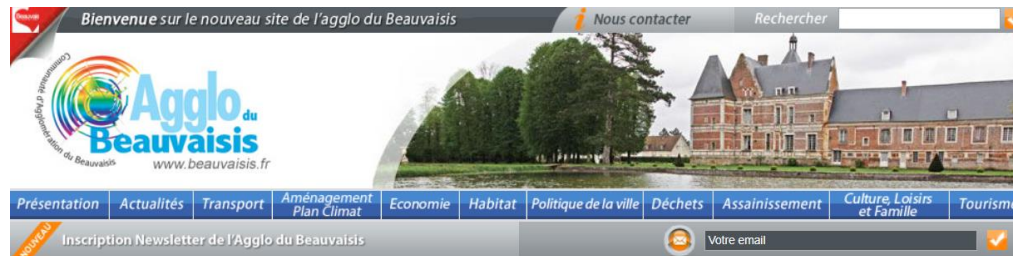 Beauvais
Bienvenue sur le nouveau site de l'agglo du Beauvaisis
Nous contacter
Rechercher
Communauté d'Agglomération du Beauvaisis
Agglo du
Beauvaisis
www.beauvaisis.fr
Présentation
Actualités
Transport
Aménagement
Plan Climat
Economie
Habitat
Politique de la ville
Déchets
Assainissement
Culture, Loisirs
et Famille
Tourisme
NOUVEAU
Inscription Newsletter de l'Agglo du Beauvaisis
Votre email